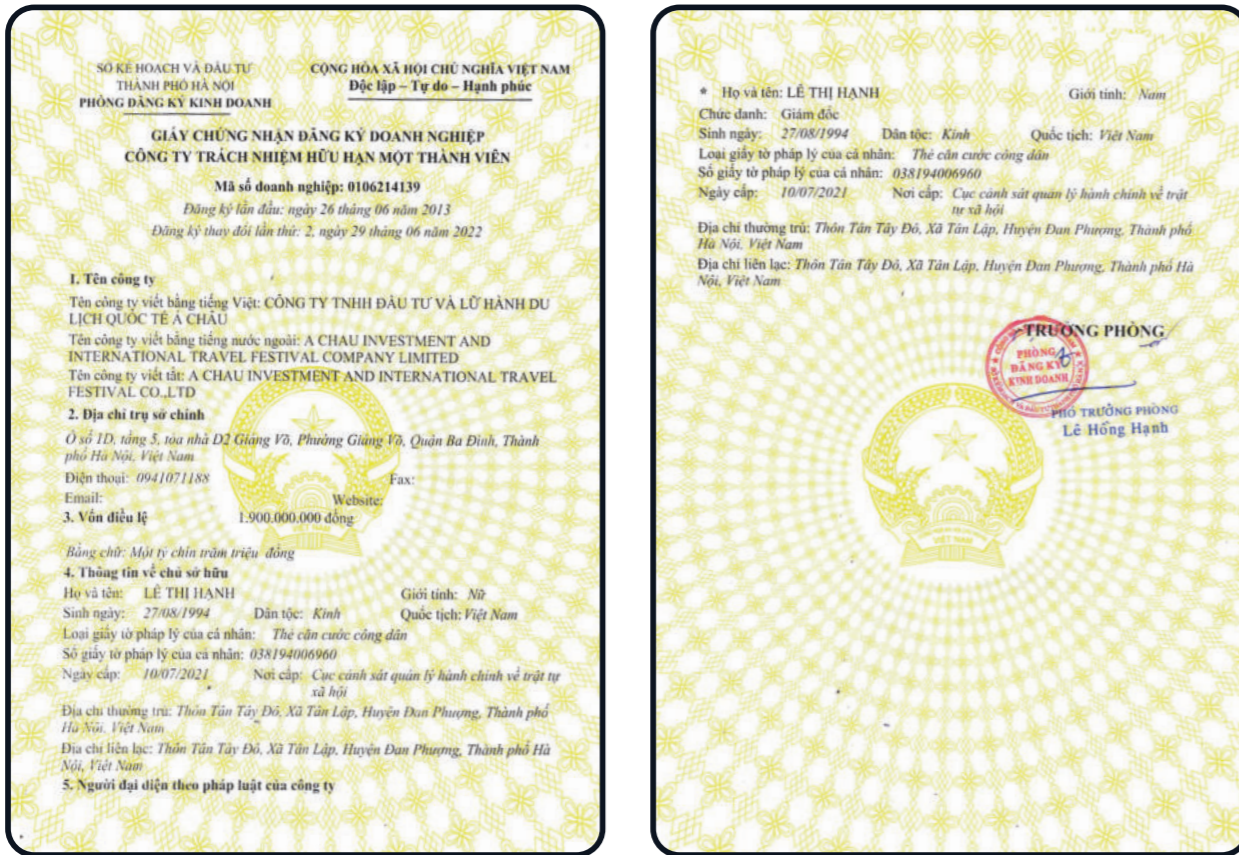 SỞ KẾ HOẠCH VÀ ĐẦU TƯ
THÀNH PHỐ HÀ NỘI
PHÒNG ĐĂNG KÝ KINH DOANH
CỘNG HÒA XÃ HỘI CHỦ NGHĨA VIỆT NAM
Độc lập – Tự do – Hạnh phúc
GIẤY CHỨNG NHẬN ĐĂNG KÝ DOANH NGHIỆP
CÔNG TY TRÁCH NHIỆM HỮU HẠN MỘT THÀNH VIÊN
Mã số doanh nghiệp: 0106214139
Đăng ký lần đầu: ngày 26 tháng 06 năm 2013
Đăng ký thay đổi lần thứ: 2, ngày 29 tháng 06 năm 2022
1. Tên công ty
Tên công ty viết bằng tiếng Việt: CÔNG TY TNHH ĐẦU TƯ VÀ LỮ HÀNH DU
LỊCH QUỐC TẾ Á CHÂU
Tên công ty viết bằng tiếng nước ngoài: A CHAU INVESTMENT AND
INTERNATIONAL TRAVEL FESTIVAL COMPANY LIMITED
Tên công ty viết tắt: A CHAU INVESTMENT AND INTERNATIONAL TRAVEL
FESTIVAL CO.,LTD
2. Địa chỉ trụ sở chính
Ô số 1D, tầng 5, tòa nhà D2 Giảng Võ, Phường Giảng Võ, Quận Ba Đình, Thành
phố Hà Nội, Việt Nam
Điện thoại: 0941071188 Fax:
Email: Website:
3. Vốn điều lệ 1.900.000.000 đồng
Bằng chữ: Một tỷ chín trăm triệu đồng
4. Thông tin về chủ sở hữu
Họ và tên: LÊ THỊ HẠNH Giới tính: Nữ
Sinh ngày: 27/08/1994 Dân tộc: Kinh Quốc tịch: Việt Nam
Loại giấy tờ pháp lý của cá nhân: Thẻ căn cước công dân
Số giấy tờ pháp lý của cá nhân: 038194006960
Ngày cấp: 10/07/2021 Nơi cấp: Cục cảnh sát quản lý hành chính về trật tự
xã hội
Địa chỉ thường trú: Thôn Tân Tây Đô, Xã Tân Lập, Huyện Đan Phượng, Thành phố
Hà Nội, Việt Nam
Địa chỉ liên lạc: Thôn Tân Tây Đô, Xã Tân Lập, Huyện Đan Phượng, Thành phố Hà
Nội, Việt Nam
5. Người đại diện theo pháp luật của công ty
* Họ và tên: LÊ THỊ HẠNH Giới tính: Nam
Chức danh: Giám đốc
Sinh ngày: 27/08/1994 Dân tộc: Kinh Quốc tịch: Việt Nam
Loại giấy tờ pháp lý của cá nhân: Thẻ căn cước công dân
Số giấy tờ pháp lý của cá nhân: 038194006960
Ngày cấp: 10/07/2021 Nơi cấp: Cục cảnh sát quản lý hành chính về trật
tự xã hội
Địa chỉ thường trú: Thôn Tân Tây Đô, Xã Tân Lập, Huyện Đan Phượng, Thành phố
Hà Nội, Việt Nam
Địa chỉ liên lạc: Thôn Tân Tây Đô, Xã Tân Lập, Huyện Đan Phượng, Thành phố Hà
Nội, Việt Nam
TRƯỞNG PHÒNG
PHÒNG
ĐĂNG KÝ
KINH DOANH
PHÓ TRƯỞNG PHÒNG
Lê Hồng Hạnh
VIỆT NAM